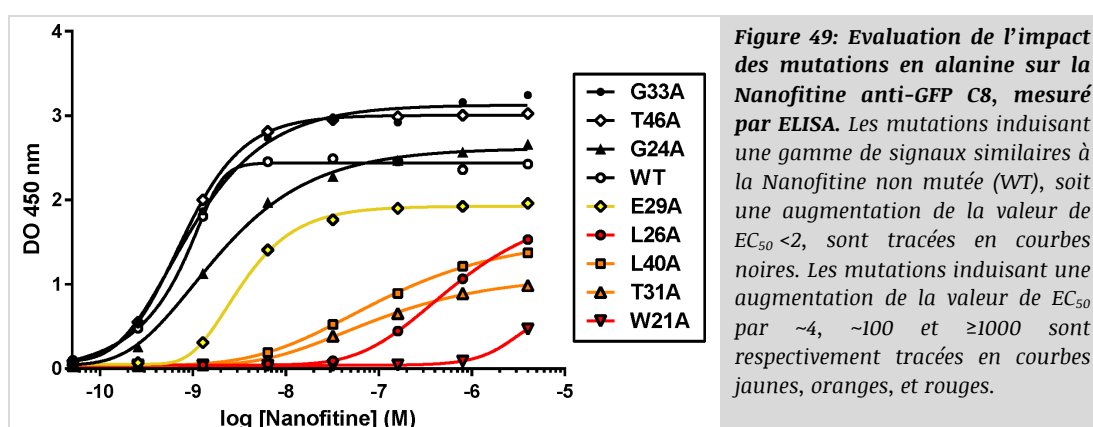 4
3
2
1
0
DO 450 nm
-10
-9
-8
-7
-6
-5
log [Nanofitine] (M)
G33A
T46A
G24A
WT
E29A
L26A
L40A
T31A
W21A
Figure 49: Evaluation de l'impact
des mutations en alanine sur la
Nanofitine anti-GFP C8, mesuré
par ELISA. Les mutations induisant
une gamme de signaux similaires à
la Nanofitine non mutée (WT), soit
une augmentation de la valeur de
EC50 <2, sont tracées en courbes
noires. Les mutations induisant une
augmentation de la valeur de EC50
par ~4, ~100 et ≥1000 sont
respectivement tracées en courbes
jaunes, oranges, et rouges.